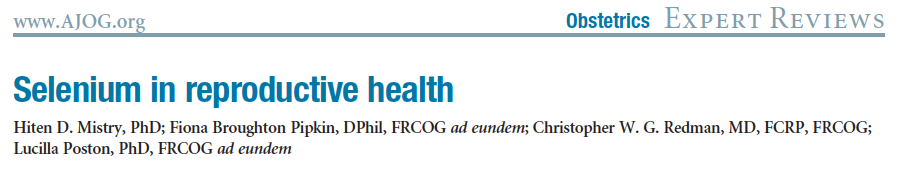 www.AJOG.org Obstetrics EXPERT REVIEWS
Selenium in reproductive health
Hiten D. Mistry, PhD; Fiona Broughton Pipkin, DPhil, FRCOG ad eundem; Christopher W. G. Redman, MD, FCRP, FRCOG;
Lucilla Poston, PhD, FRCOG ad eundem